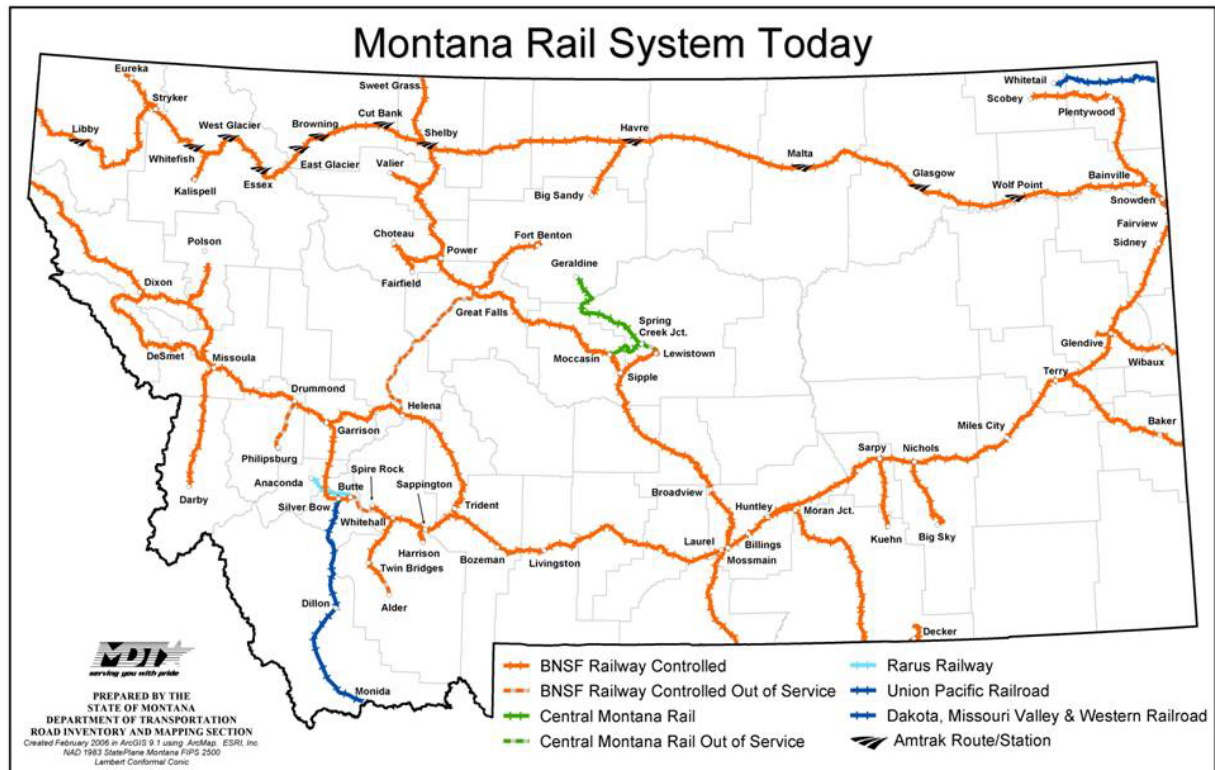 Montana Rail System Today
Eureka
Stryker
Libby
Whitefish
Kalispell
West Glacier
Essex
Browning
East Glacier
Cut Bank
Sweet Grass
Shelby
Valier
Havre
Big Sandy
Malta
Glasgow
Wolf Point
Whitetail
Scobey
Plentywood
Bainville
Snowden
Fairview
Sidney
Polson
Dixon
DeSmet
Missoula
Choteau
Fairfield
Power
Fort Benton
Great Falls
Geraldine
Spring
Creek Jct.
Lewistown
Moccasin
Sipple
Glendive
Wibaux
Terry
Baker
Miles City
Nichols
Sarpy
Drummond
Helena
Garrison
Philipsburg
Anaconda
Butte
Spire Rock
Sappington
Silver Bow
Whitehall
Trident
Darby
Harrison
Twin Bridges
Bozeman
Livingston
Alder
Dillon
Monida
Broadview
Huntley
Moran Jct.
Laurel
Billings
Mossmain
Kuehn
Big Sky
Decker
MDT
serving you with pride
PREPARED BY THE
STATE OF MONTANA
DEPARTMENT OF TRANSPORTATION
ROAD INVENTORY AND MAPPING SECTION
Created February 2006 in ArcGIS 9.1 using ArcMap. ESRI, Inc.
NAD 1983 StatePlane Montana FIPS 2500
Lambert Conformal Conic
BNSF Railway Controlled
BNSF Railway Controlled Out of Service
Central Montana Rail
Central Montana Rail Out of Service
Rarus Railway
Union Pacific Railroad
Dakota, Missouri Valley & Western Railroad
Amtrak Route/Station